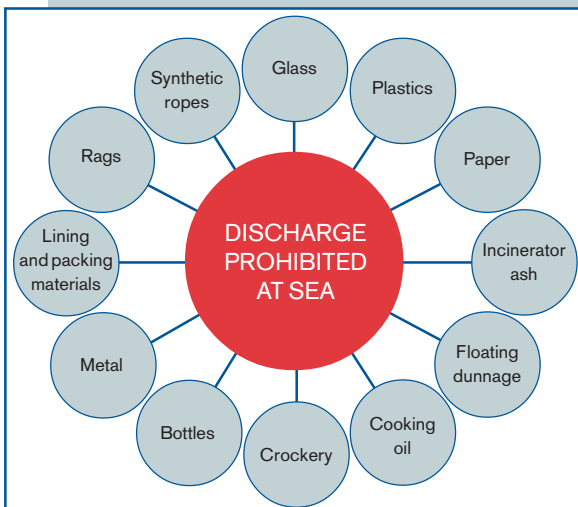 Glass
Plastics
Paper
Incinerator
ash
Floating
dunnage
Cooking
oil
Crockery
Bottles
Metal
Lining
and packing
materials
Rags
Synthetic
ropes
DISCHARGE
PROHIBITED
AT SEA